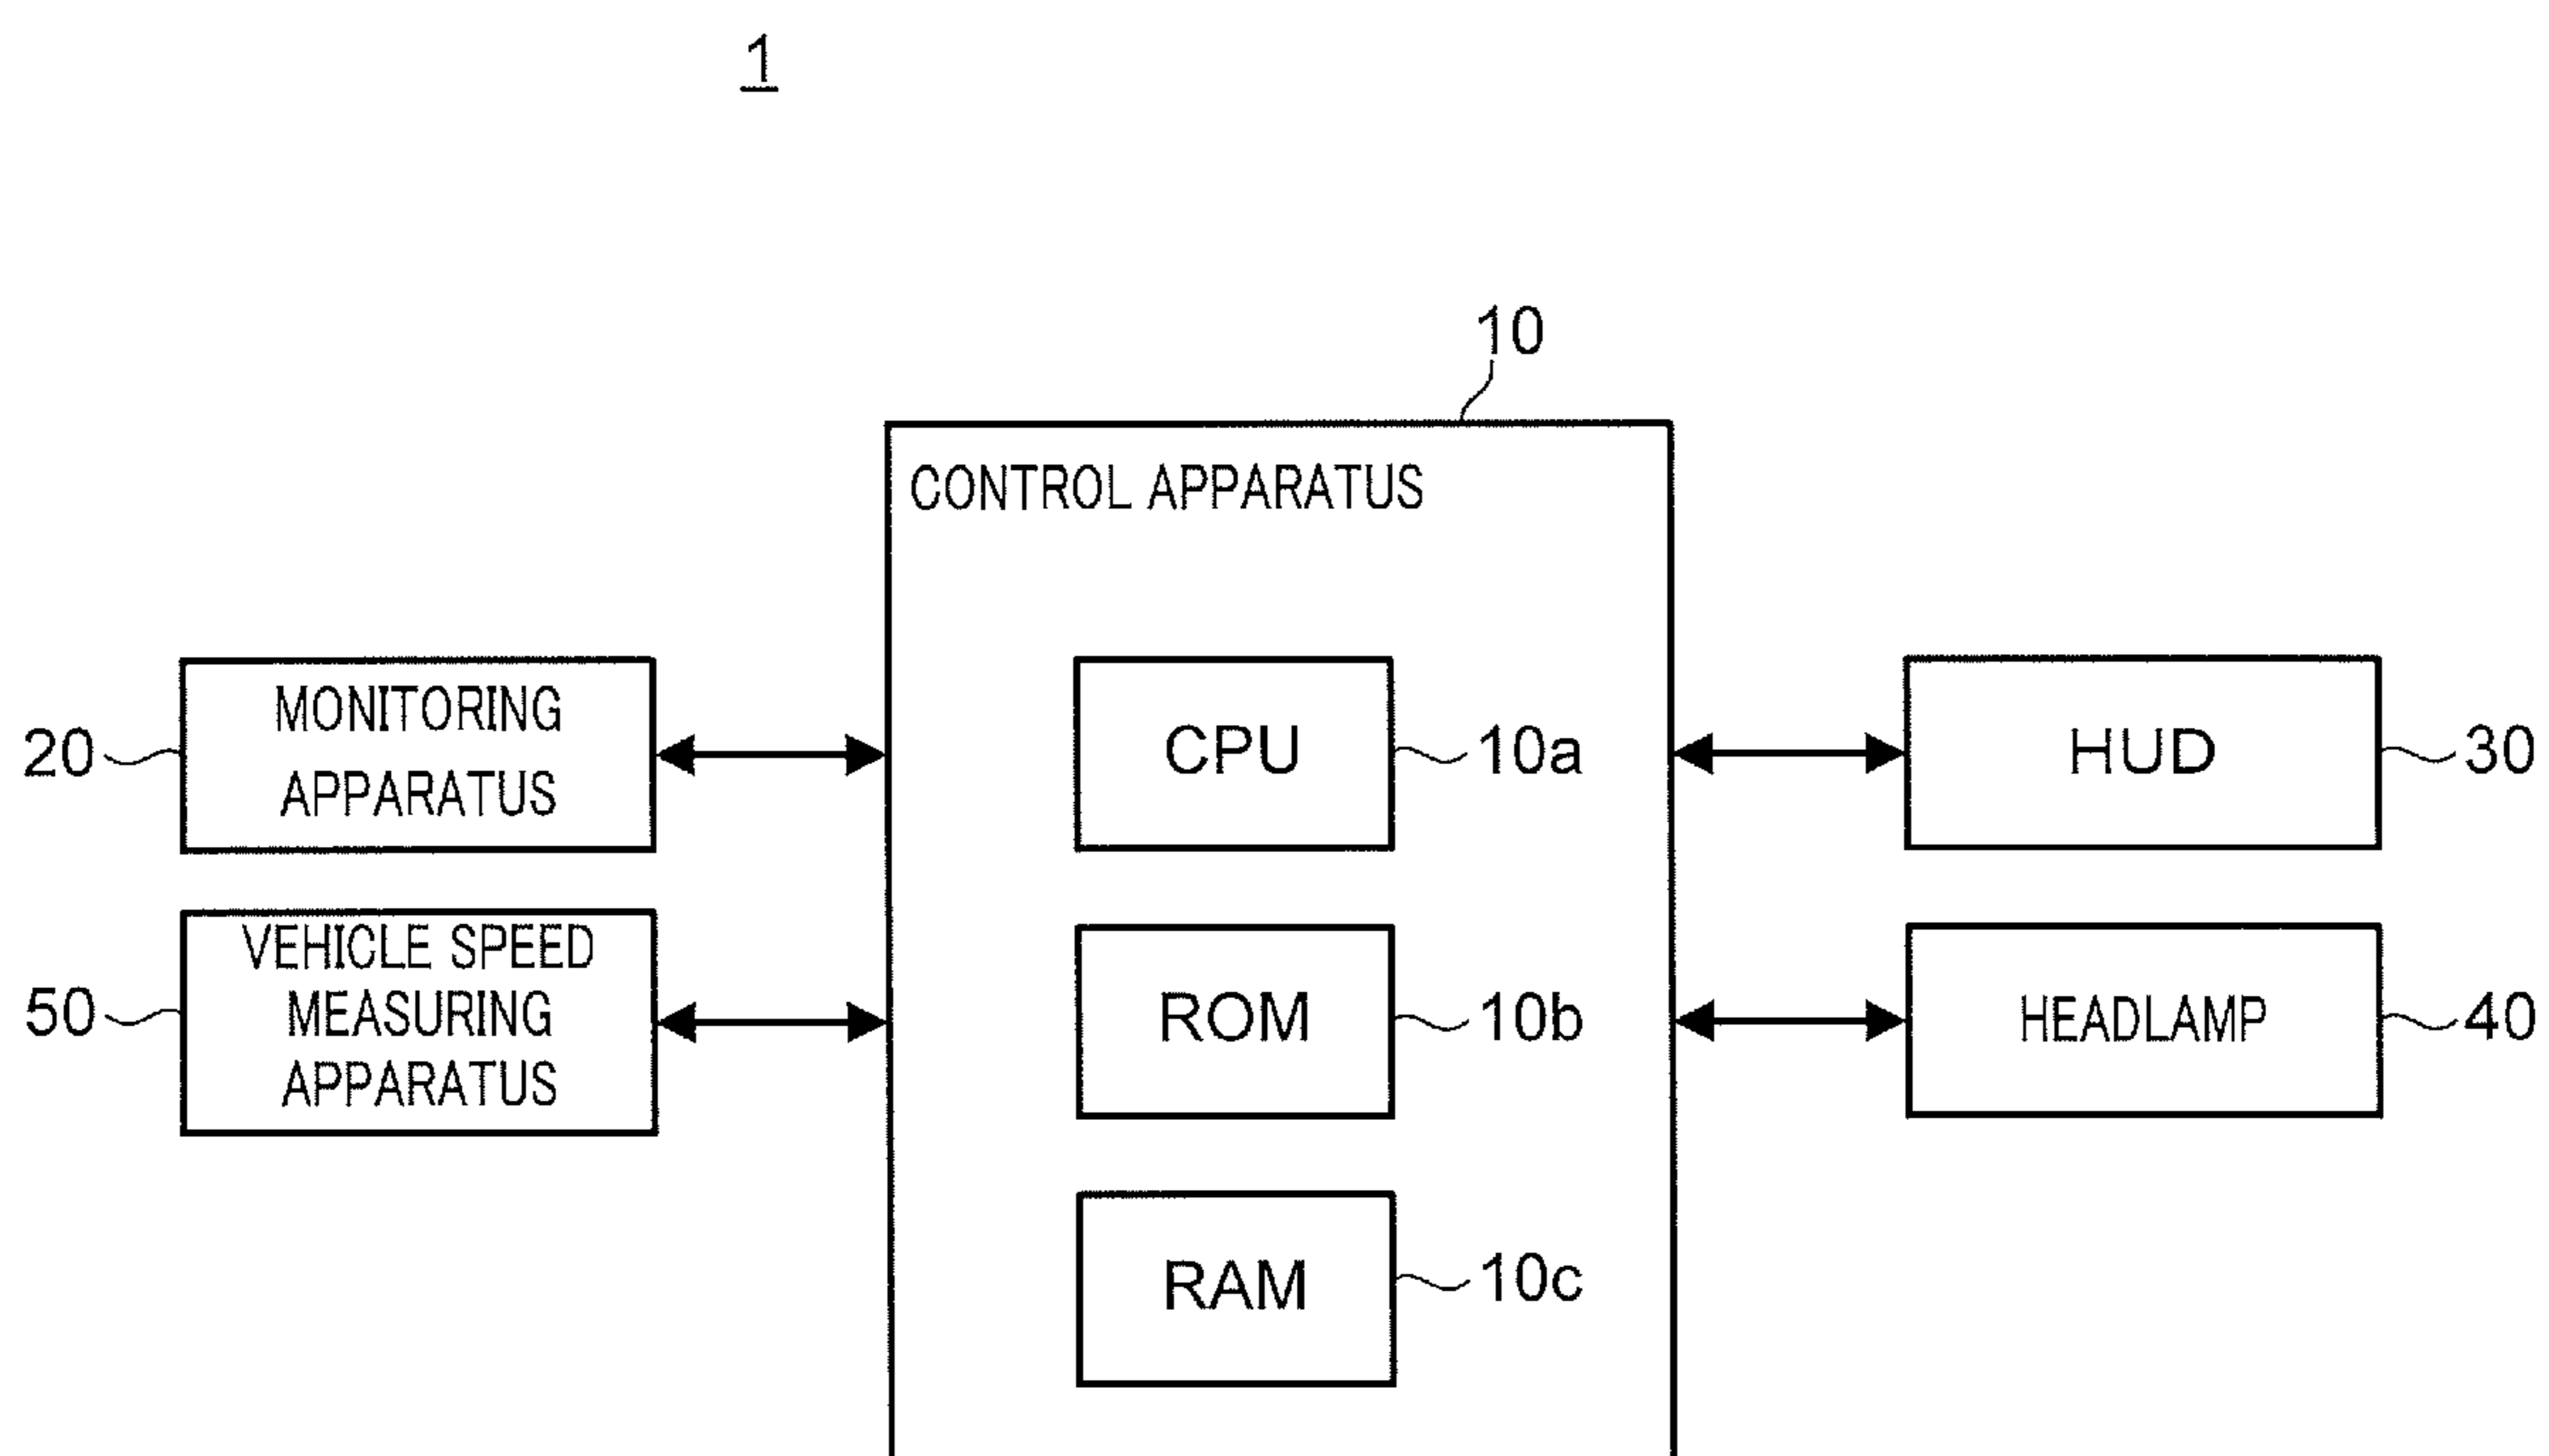 1
10
CONTROL APPARATUS
20
MONITORING
APPARATUS
CPU
10a
HUD
30
50
VEHICLE SPEED
MEASURING
APPARATUS
ROM
10b
HEADLAMP
40
RAM
10c